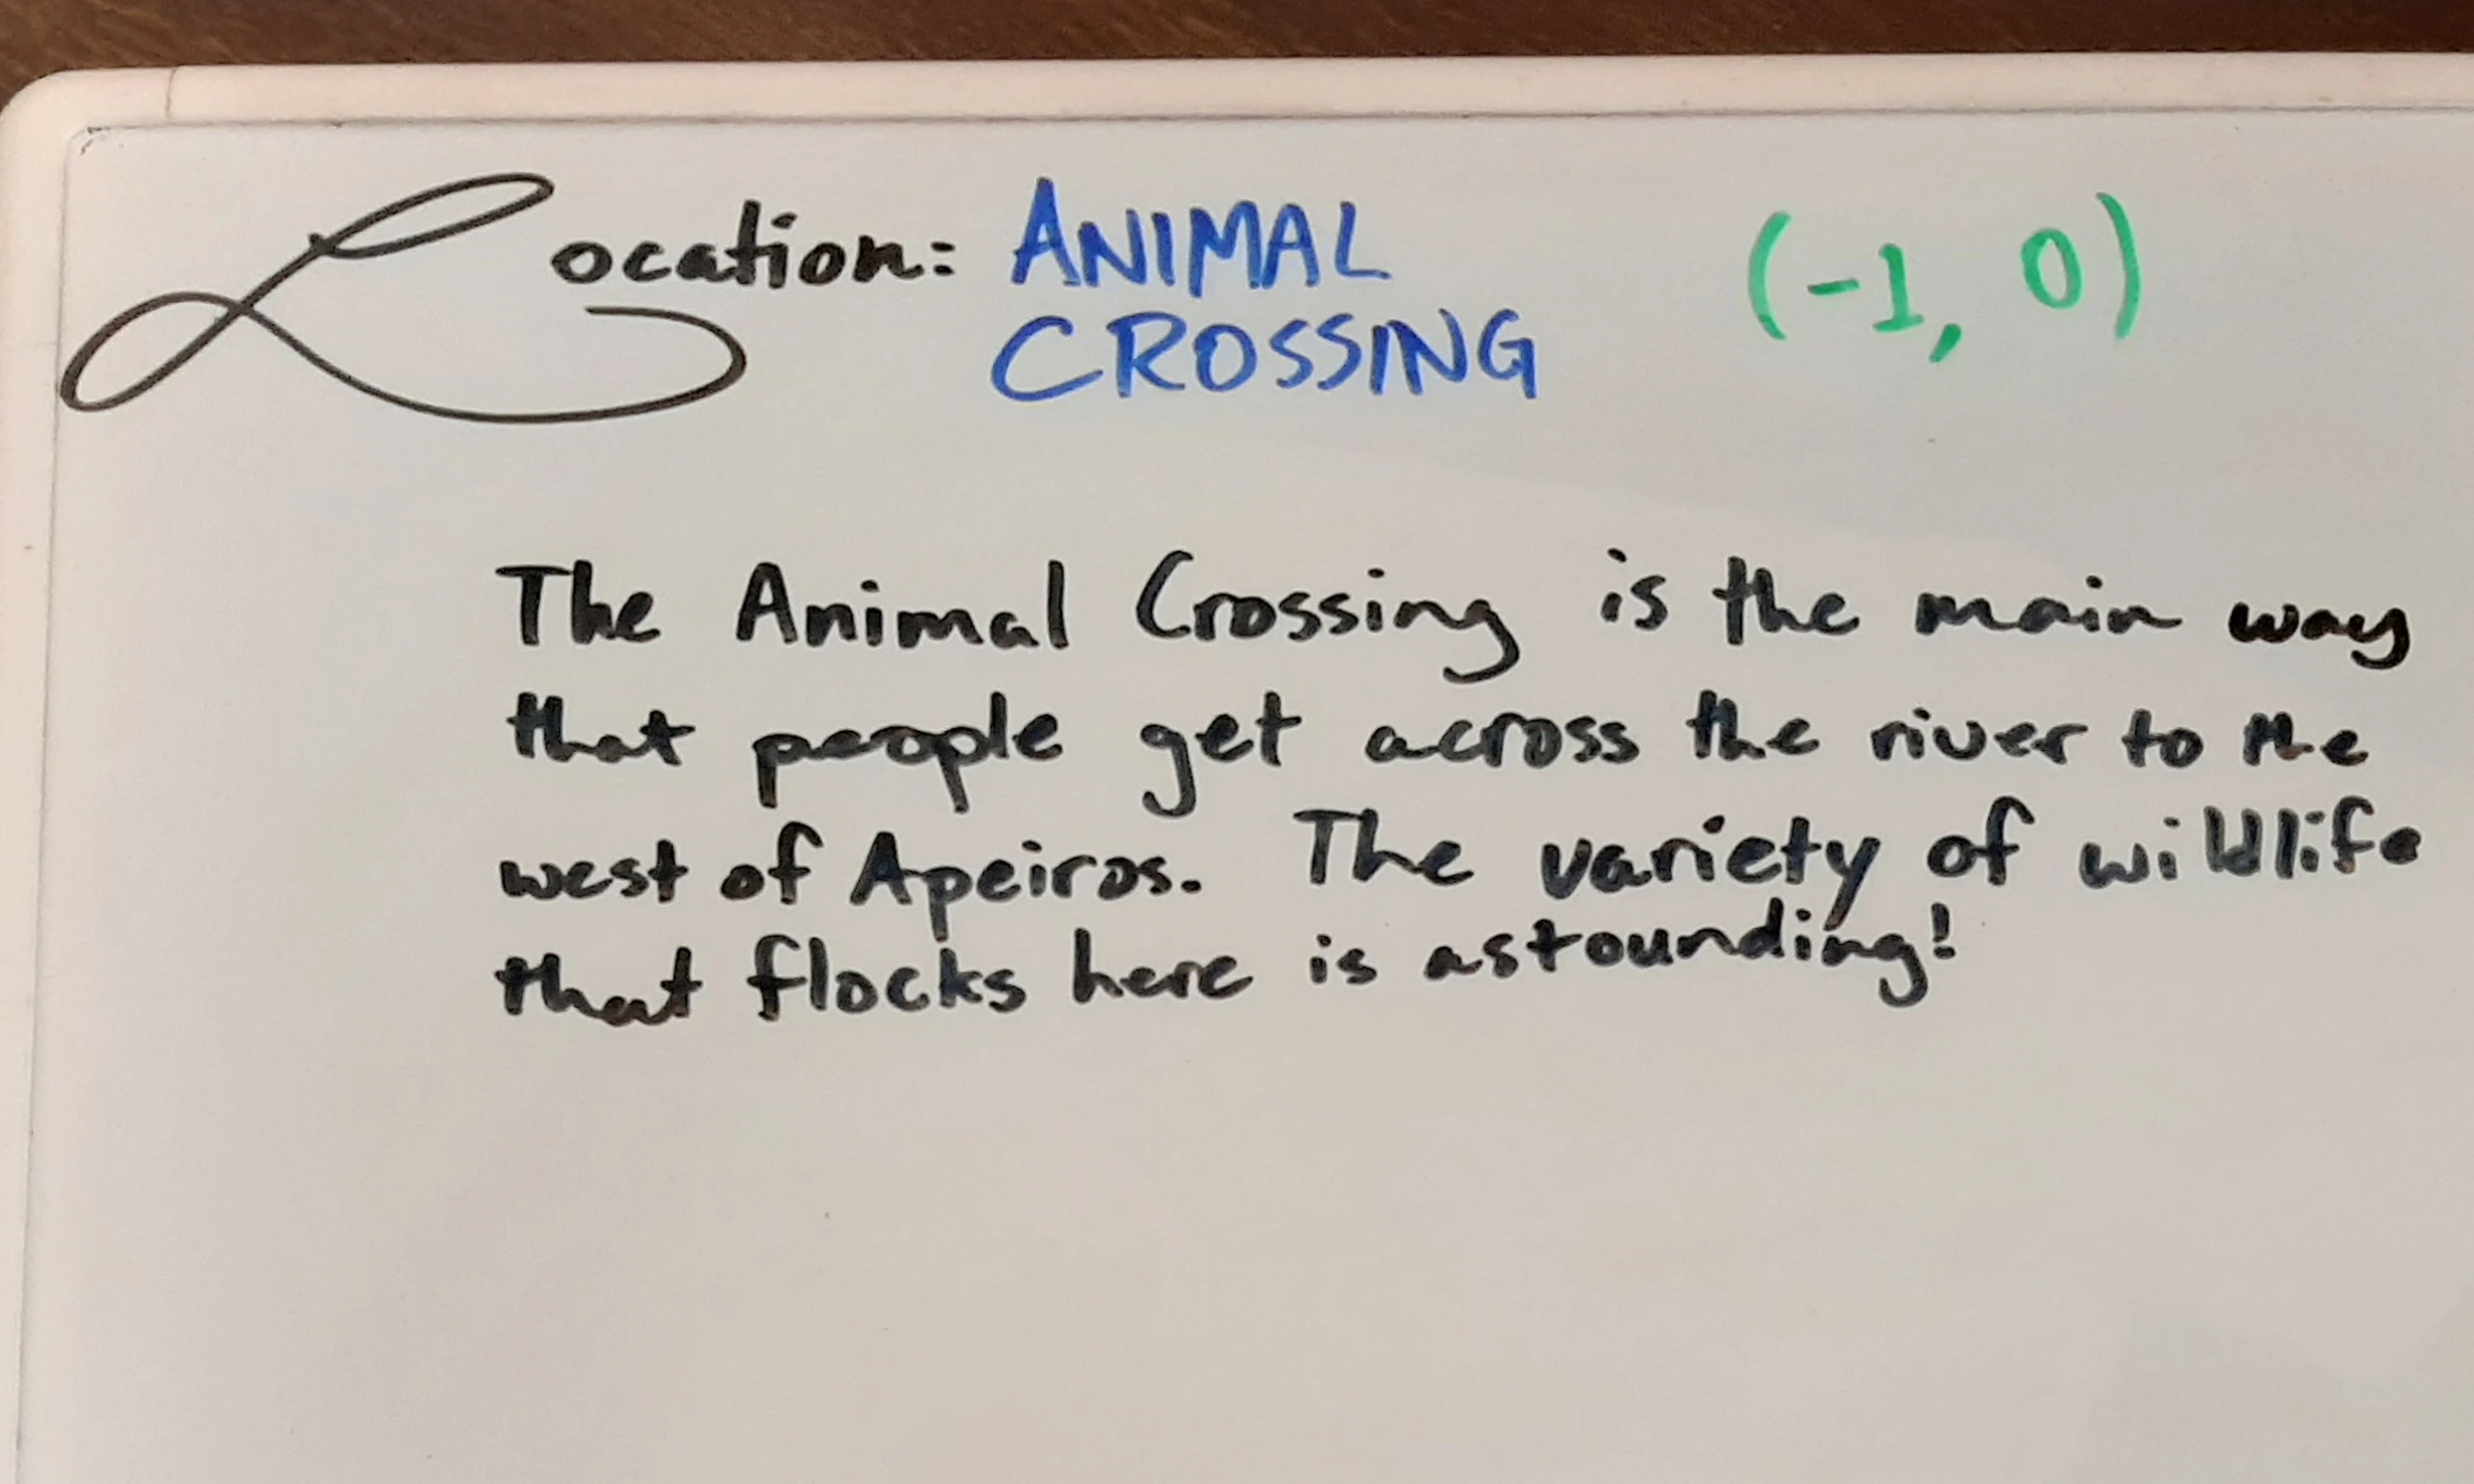 Location: ANIMAL (-1, 0)
CROSSING
The Animal Crossing is the main way
that people get across the river to the
west of Apeiros. The variety of wildlife
that flocks here is astounding!